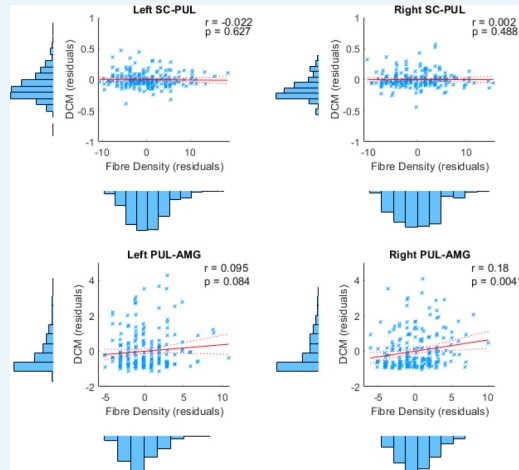 Left SC-PUL
r = -0.022
p = 0.627
1
0.5
0
-0.5
-1
DCM (residuals)
-10
0
10
Fibre Density (residuals)
Right SC-PUL
r = 0.002
p = 0.488
1
0.5
0
-0.5
-1
DCM (residuals)
-10
0
10
Fibre Density (residuals)
Left PUL-AMG
r = 0.095
p = 0.084
4
2
0
-2
DCM (residuals)
-5
0
5
10
Fibre Density (residuals)
Right PUL-AMG
r = 0.18
p = 0.0041
4
2
0
-2
DCM (residuals)
-5
0
5
10
Fibre Density (residuals)